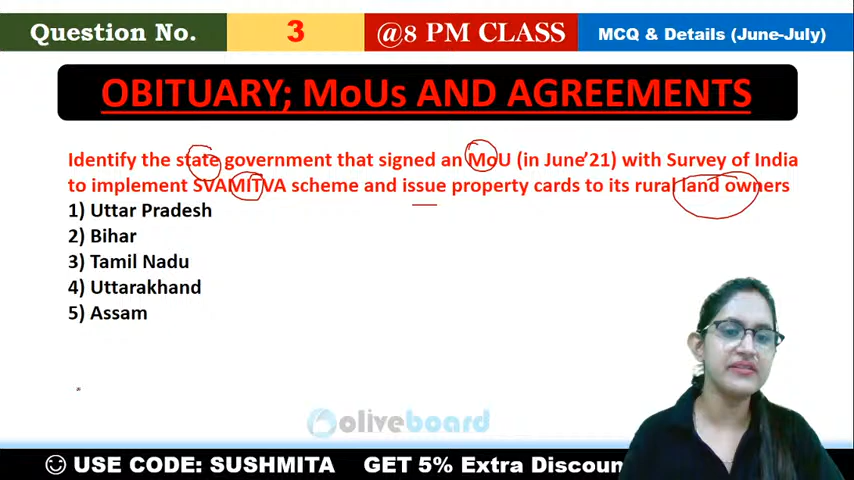 Question No. 3 @8 PM CLASS MCQ & Details (June-July)
OBITUARY; MoUs AND AGREEMENTS
Identify the state government that signed an MoU (in June'21) with Survey of India
to implement SVAMITVA scheme and issue property cards to its rural land owners
1) Uttar Pradesh
2) Bihar
3) Tamil Nadu
4) Uttarakhand
5) Assam
oliveboard
USE CODE: SUSHMITA GET 5% Extra Discoun